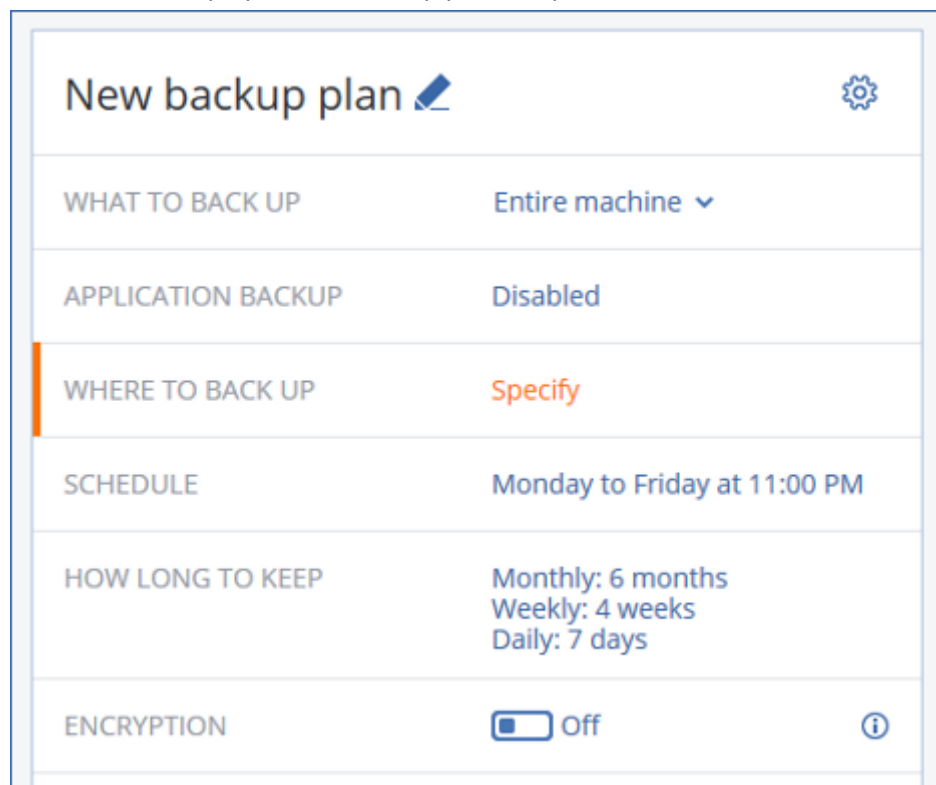 New backup plan
WHAT TO BACK UP
Entire machine
APPLICATION BACKUP
Disabled
WHERE TO BACK UP
Specify
SCHEDULE
Monday to Friday at 11:00 PM
HOW LONG TO KEEP
Monthly: 6 months
Weekly: 4 weeks
Daily: 7 days
ENCRYPTION
Off